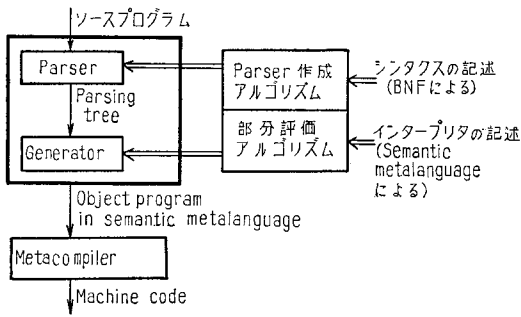 ソースプログラム
Parser
Parsing
tree
Generator
Object program
in semantic metalanguage
Metacompiler
Machine code
Parser 作成
アルゴリズム
部分評価
アルゴリズム
シンタクスの記述
(BNFによる)
インタープリタの記述
(Semantic
metalanguage
による)